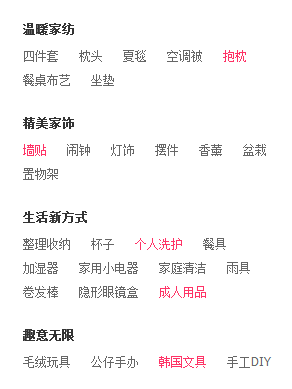 温暖家纺
四件套 枕头 夏毯 空调被 抱枕
餐桌布艺 坐垫
精美家饰
墙贴 闹钟 灯饰 摆件 香薰 盆栽
置物架
生活新方式
整理收纳 杯子 个人洗护 餐具
加湿器 家用小电器 家庭清洁 雨具
卷发棒 隐形眼镜盒 成人用品
趣意无限
毛绒玩具 公仔手办 韩国文具 手工DIY